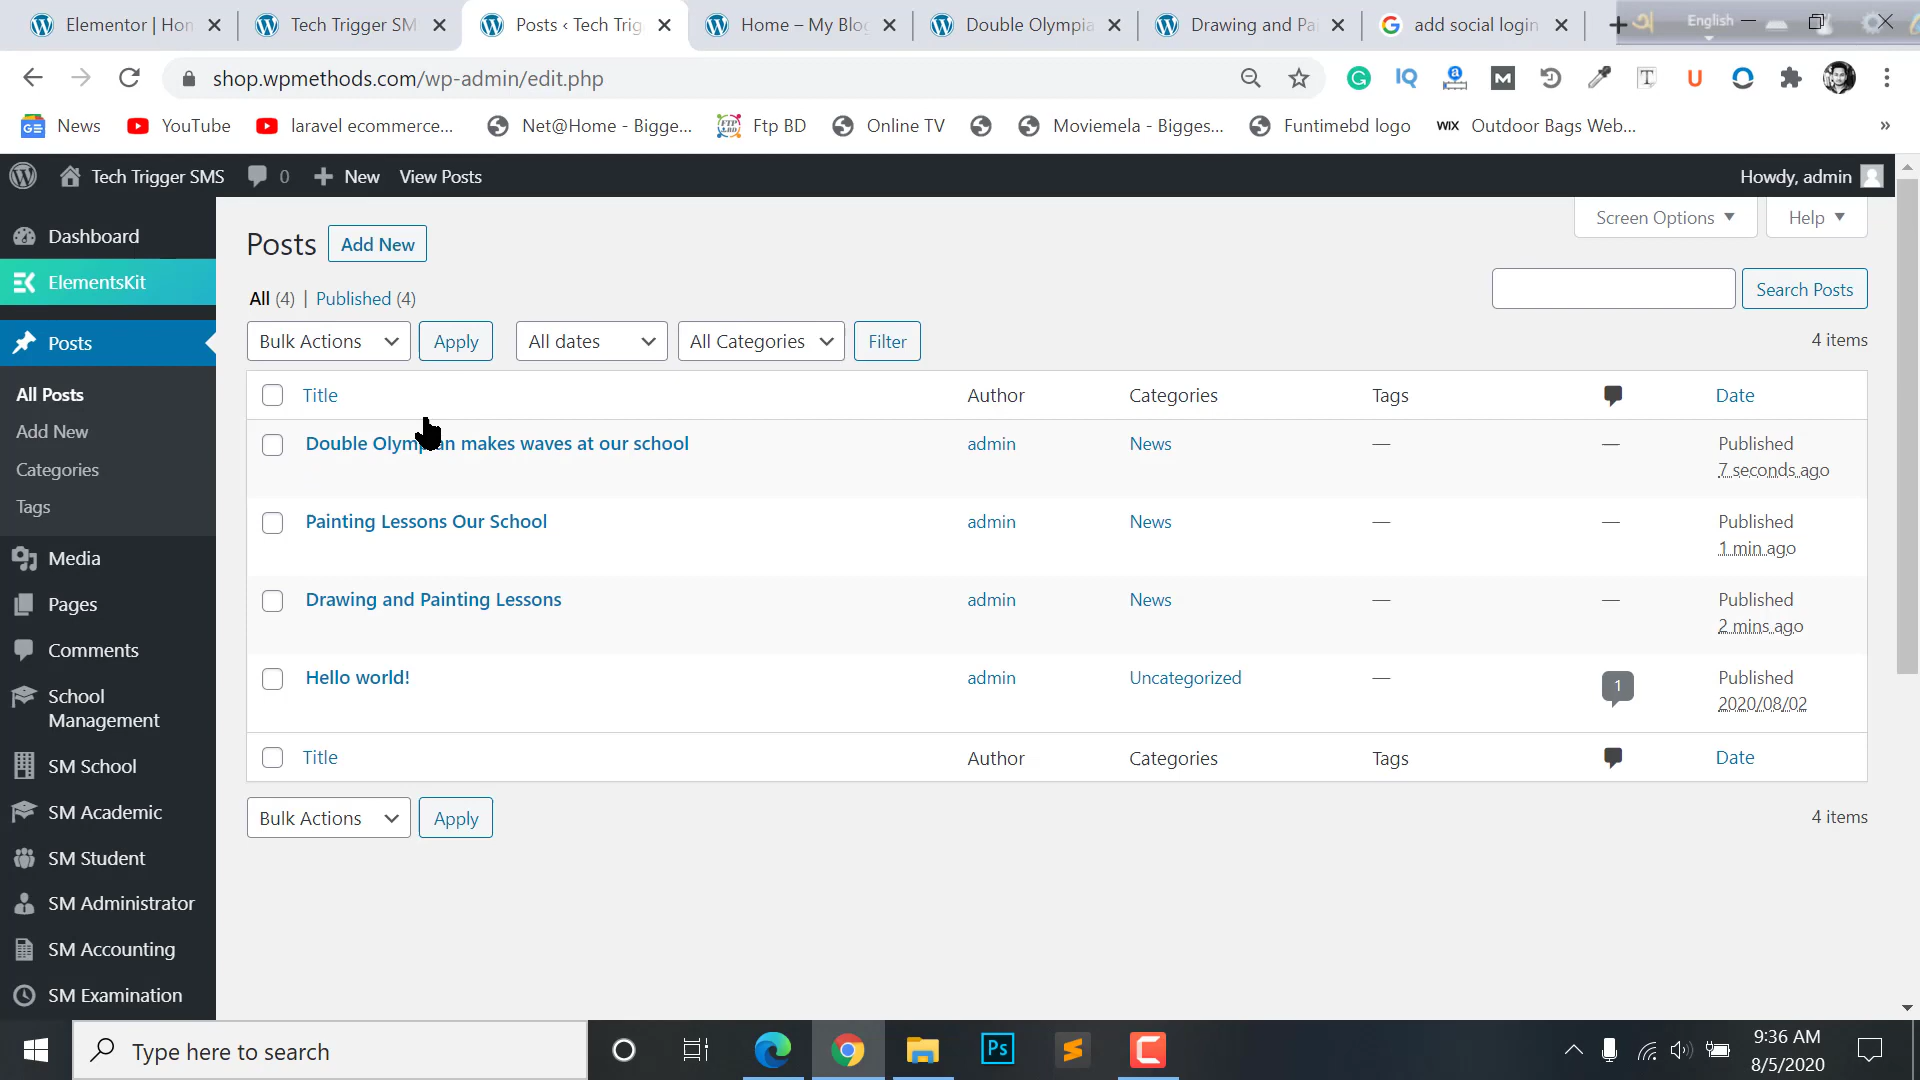 Elementor | Hon
Tech Trigger SM
Posts ‹ Tech Trig
Home – My Blog
Double Olympia
Drawing and Pai
add social login
English
shop.wpmethods.com/wp-admin/edit.php
News
YouTube
laravel ecommerce...
Net@Home - Bigge...
Ftp BD
Online TV
Moviemela - Bigges...
Funtimebd logo
WIX Outdoor Bags Web...
»
Tech Trigger SMS
0
New
View Posts
Howdy, admin
Dashboard
ElementsKit
Posts
All Posts
Add New
Categories
Tags
Media
Pages
Comments
School
Management
SM School
SM Academic
SM Student
SM Administrator
SM Accounting
SM Examination
Posts
Add New
Screen Options
Help
All (4) | Published (4)
Search Posts
Bulk Actions
Apply
All dates
All Categories
Filter
4 items
Title Author Categories Tags Date
Double Olympian makes waves at our school admin News — — Published
7 seconds ago
Painting Lessons Our School admin News — — Published
1 min ago
Drawing and Painting Lessons admin News — — Published
2 mins ago
Hello world! admin Uncategorized — 1 Published
2020/08/02
Title Author Categories Tags Date
Bulk Actions
Apply
4 items
Type here to search
Ps
9:36 AM
8/5/2020